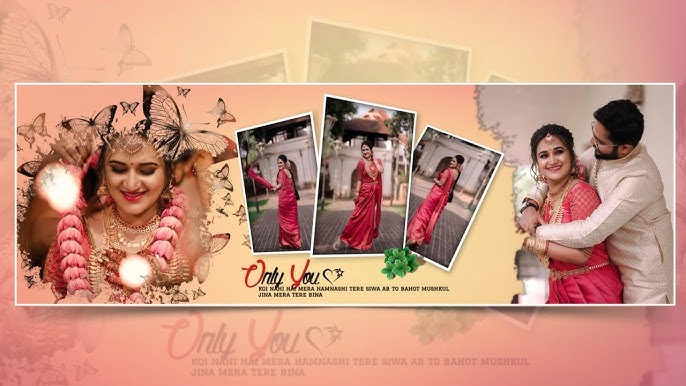 Only You
KOI NAHI HAI MERA HAMNASHI TERE SIWA AB TO BAHOT MUSHKUL
JINA MERA TERE BINA
Only You
KOI NAHI HAI MERA HAMNASHI TERE SIWA AB TO BAHOT MUSHKUL
JINA MERA TERE BINA